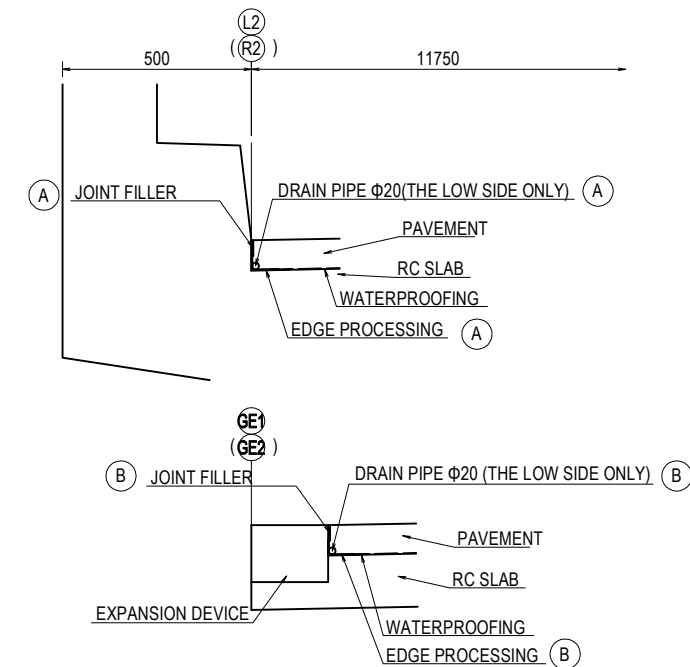 L2
(R2)
500
11750
A
JOINT FILLER
DRAIN PIPE Φ20(THE LOW SIDE ONLY)
A
PAVEMENT
RC SLAB
WATERPROOFING
EDGE PROCESSING
A
GE1
(GE2)
B
JOINT FILLER
DRAIN PIPE Φ20 (THE LOW SIDE ONLY)
B
PAVEMENT
RC SLAB
EXPANSION DEVICE
WATERPROOFING
EDGE PROCESSING
B